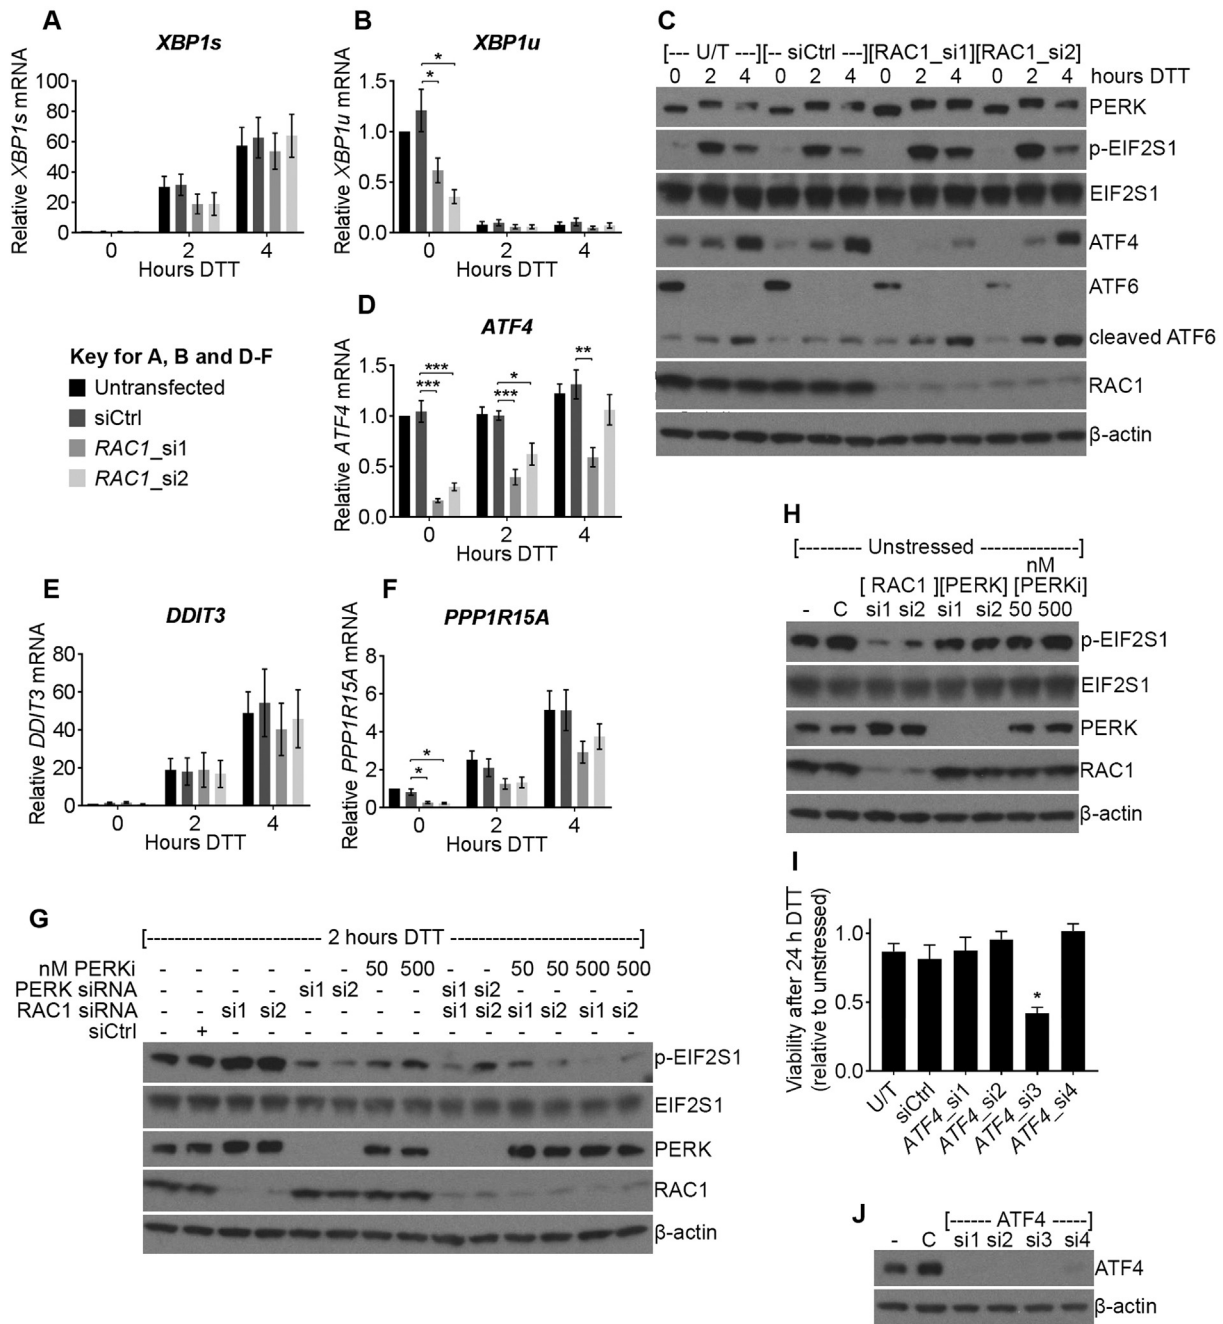 A
XBP1s
Relative XBP1s mRNA
100
80
60
40
20
0
0 2 4
Hours DTT
B
XBP1u
Relative XBP1u mRNA
1.5
1.0
0.5
0.0
*
*
0 2 4
Hours DTT
C
[--- U/T ---][-- siCtrl ---][RAC1_si1][RAC1_si2]
0 2 4 0 2 4 0 2 4 0 2 4 hours DTT
PERK
p-EIF2S1
EIF2S1
ATF4
ATF6
cleaved ATF6
RAC1
β-actin
Key for A, B and D-F
Untransfected
siCtrl
RAC1_si1
RAC1_si2
D
ATF4
Relative ATF4 mRNA
1.5
1.0
0.5
0.0
***
***
*
***
**
0 2 4
Hours DTT
E
DDIT3
Relative DDIT3 mRNA
80
60
40
20
0
0 2 4
Hours DTT
F
PPP1R15A
Relative PPP1R15A mRNA
8
6
4
2
0
*
*
0 2 4
Hours DTT
H
[---------- Unstressed --------------]
nM
[ RAC1 ][PERK] [PERKi]
- C si1 si2 si1 si2 50 500
p-EIF2S1
EIF2S1
PERK
RAC1
β-actin
G
[-------------------------- 2 hours DTT ----------------------------]
nM PERKi - - - - - - 50 500 - - 50 50 500 500
PERK siRNA - - - - si1 si2 - - si1 si2 - - - -
RAC1 siRNA - - si1 si2 - - - - si1 si2 si1 si2 si1 si2
siCtrl - + - - - - - - - - - - - -
p-EIF2S1
EIF2S1
PERK
RAC1
β-actin
I
Viability after 24 h DTT
(relative to unstressed)
1.0
0.5
0.0
*
U/T
siCtrl
ATF4_si1
ATF4_si2
ATF4_si3
ATF4_si4
J
[------ ATF4 -----]
- C si1 si2 si3 si4
ATF4
β-actin